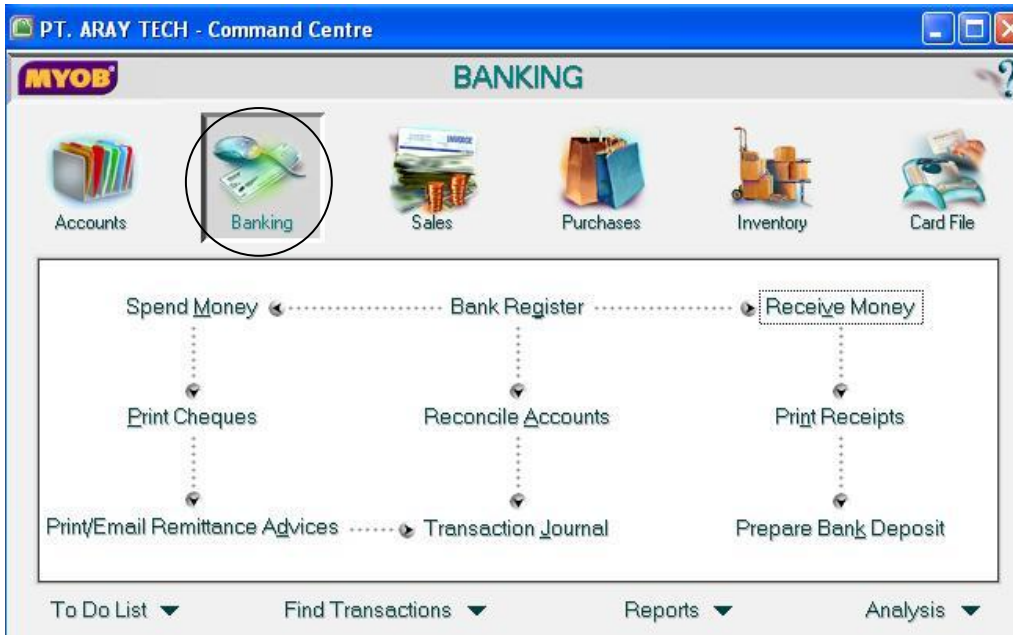 PT. ARAY TECH - Command Centre
MYOB BANKING ?
INVOICE
Accounts Banking Sales Purchases Inventory Card File
Spend Money Bank Register Receive Money
Print Cheques Reconcile Accounts Print Receipts
Print/Email Remittance Advices Transaction Journal Prepare Bank Deposit
To Do List Find Transactions Reports Analysis